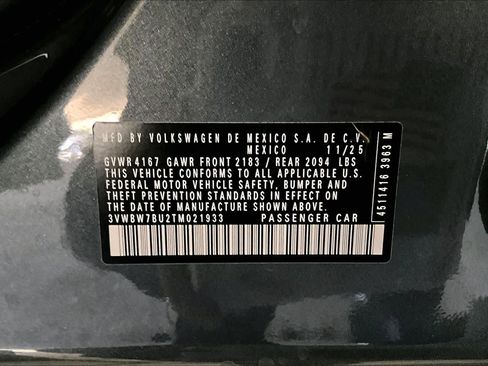 MFD BY VOLKSWAGEN DE MEXICO S.A. DE C.V.
MEXICO 11/25
GVWR 4167 GAWR FRONT 2183 / REAR 2094 LBS
THIS VEHICLE CONFORMS TO ALL APPLICABLE U.S.
FEDERAL MOTOR VEHICLE SAFETY, BUMPER AND
THEFT PREVENTION STANDARDS IN EFFECT ON
THE DATE OF MANUFACTURE SHOWN ABOVE.
3VWBW7BU2TM021933 PASSENGER CAR
4511416 3963 M